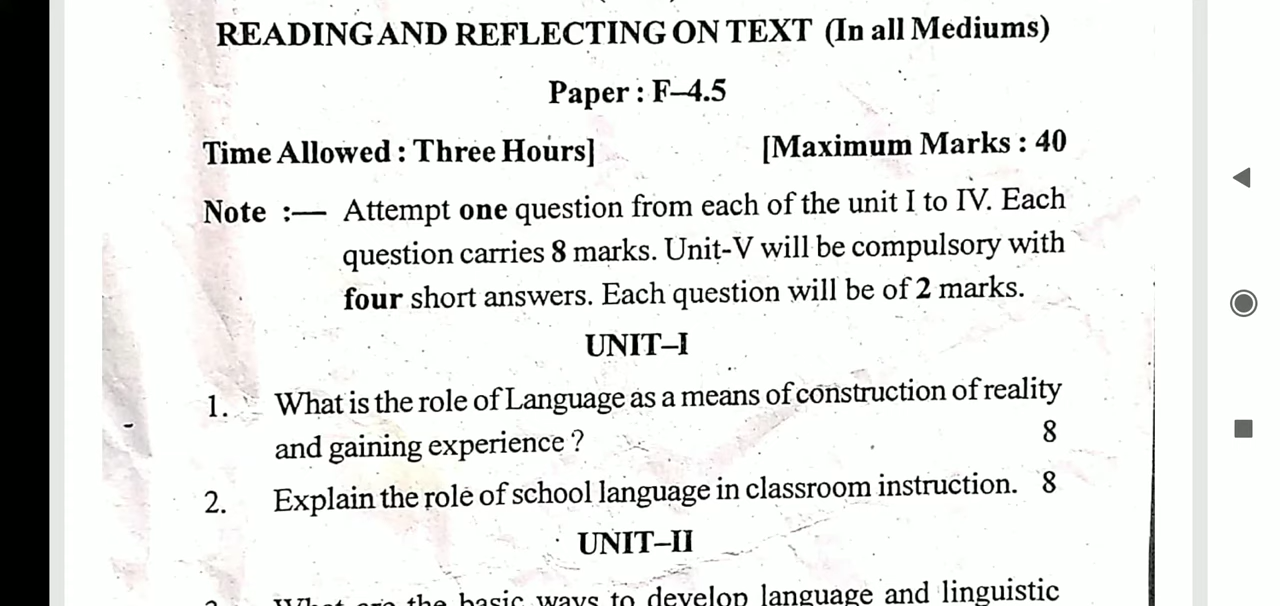 READING AND REFLECTING ON TEXT (In all Mediums)
Paper : F–4.5
Time Allowed : Three Hours] [Maximum Marks : 40
Note :— Attempt one question from each of the unit I to IV. Each
question carries 8 marks. Unit-V will be compulsory with
four short answers. Each question will be of 2 marks.
UNIT–I
1. What is the role of Language as a means of construction of reality
and gaining experience ? 8
2. Explain the role of school language in classroom instruction. 8
UNIT–II
What are the basic ways to develop language and linguistic